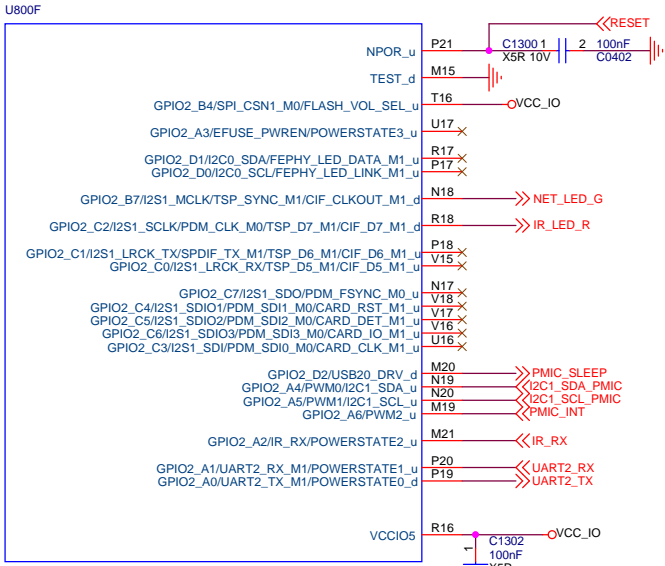 U800F
RESET
NPOR_u P21 C1300 1 2 100nF
X5R 10V C0402
TEST_d M15
GPIO2_B4/SPI_CSN1_M0/FLASH_VOL_SEL_u T16 VCC_IO
GPIO2_A3/EFUSE_PWREN/POWERSTATE3_u U17
GPIO2_D1/I2C0_SDA/FEPHY_LED_DATA_M1_u R17
GPIO2_D0/I2C0_SCL/FEPHY_LED_LINK_M1_u P17
GPIO2_B7/I2S1_MCLK/TSP_SYNC_M1/CIF_CLKOUT_M1_d N18 NET_LED_G
GPIO2_C2/I2S1_SCLK/PDM_CLK_M0/TSP_D7_M1/CIF_D7_M1_d R18 IR_LED_R
GPIO2_C1/I2S1_LRCK_TX/SPDIF_TX_M1/TSP_D6_M1/CIF_D6_M1_u P18
GPIO2_C0/I2S1_LRCK_RX/TSP_D5_M1/CIF_D5_M1_u V15
GPIO2_C7/I2S1_SDO/PDM_FSYNC_M0_u N17
GPIO2_C4/I2S1_SDIO1/PDM_SDI1_M0/CARD_RST_M1_u V18
GPIO2_C5/I2S1_SDIO2/PDM_SDI2_M0/CARD_DET_M1_u V17
GPIO2_C6/I2S1_SDIO3/PDM_SDI3_M0/CARD_IO_M1_u V16
GPIO2_C3/I2S1_SDI/PDM_SDI0_M0/CARD_CLK_M1_u U16
GPIO2_D2/USB20_DRV_d M20 PMIC_SLEEP
GPIO2_A4/PWM0/I2C1_SDA_u N19 I2C1_SDA_PMIC
GPIO2_A5/PWM1/I2C1_SCL_u N20 I2C1_SCL_PMIC
GPIO2_A6/PWM2_u M19 PMIC_INT
GPIO2_A2/IR_RX/POWERSTATE2_u M21 IR_RX
GPIO2_A1/UART2_RX_M1/POWERSTATE1_u P20 UART2_RX
GPIO2_A0/UART2_TX_M1/POWERSTATE0_d P19 UART2_TX
VCCIO5 R16 VCC_IO
1 C1302
100nF
X5R